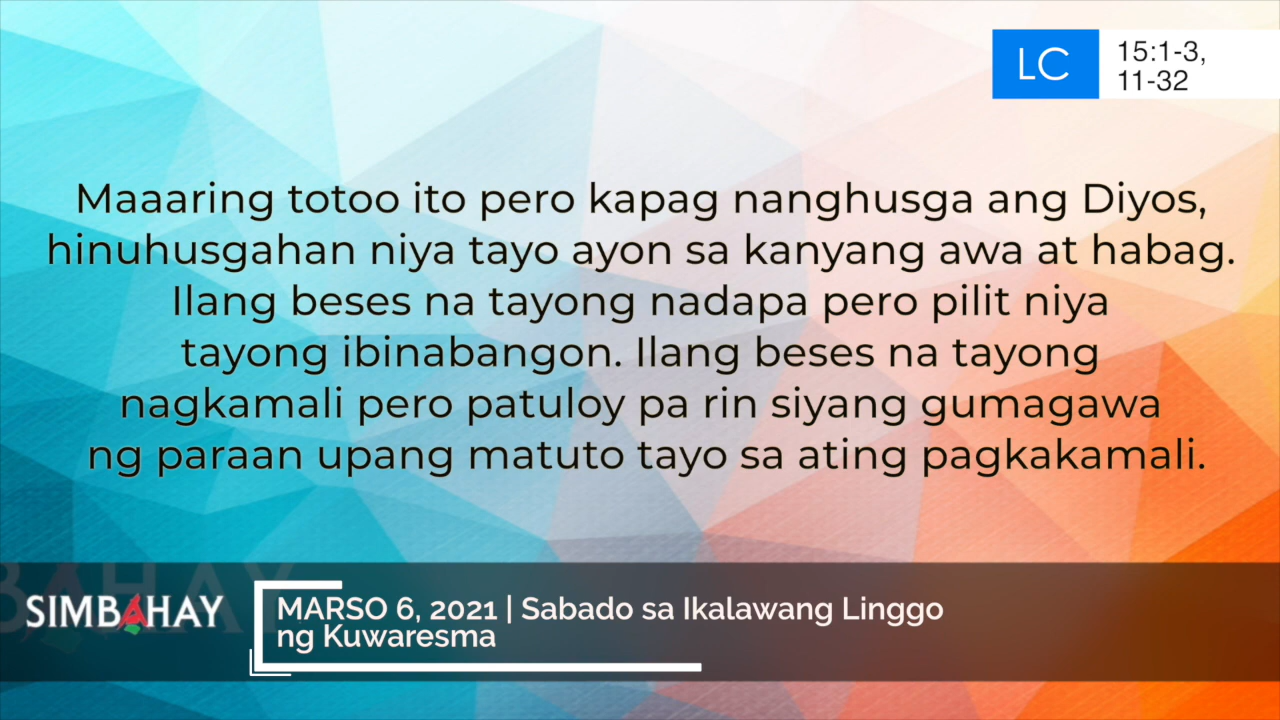 LC
15:1-3,
11-32
Maaaring totoo ito pero kapag nanghusga ang Diyos,
hinuhusgahan niya tayo ayon sa kanyang awa at habag.
Ilang beses na tayong nadapa pero pilit niya
tayong ibinabangon. Ilang beses na tayong
nagkamali pero patuloy pa rin siyang gumagawa
ng paraan upang matuto tayo sa ating pagkakamali.
SIMBAHAY
MARSO 6, 2021 | Sabado sa Ikalawang Linggo
ng Kuwaresma